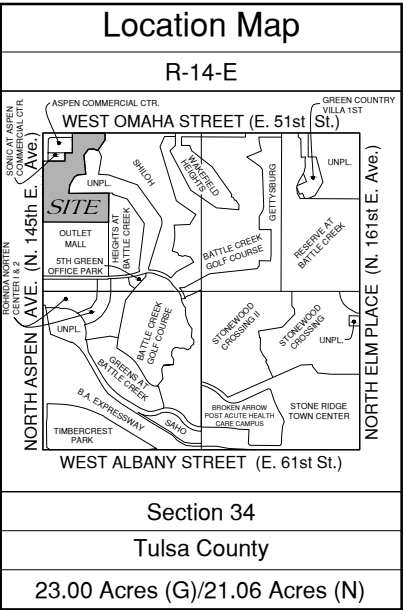 Location Map
R-14-E
SONIC AT ASPEN
COMMERCIAL CTR.
ASPEN COMMERCIAL CTR.
GREEN COUNTRY
VILLA 1ST
WEST OMAHA STREET (E. 51st St.)
NORTH ASPEN AVE. (N. 145th E. Ave.)
NORTH ELM PLACE (N. 161st E. Ave.)
UNPL.
SHILOH
WAKEFIELD
HEIGHTS
GETTYSBURG
UNPL.
SITE
OUTLET
MALL
HEIGHTS AT
BATTLE CREEK
BATTLE CREEK
GOLF COURSE
RESERVE AT
BATTLE CREEK
5TH GREEN
OFFICE PARK
ROHNDA NORTEN
CENTER 1 & 2
UNPL.
BATTLE CREEK
GOLF COURSE
STONEWOOD
CROSSING II
STONEWOOD
CROSSING
UNPL.
GREENS AT
BATTLE CREEK
B.A. EXPRESSWAY
SAHO
TIMBERCREST
PARK
BROKEN ARROW
POST ACUTE HEALTH
CARE CAMPUS
STONE RIDGE
TOWN CENTER
WEST ALBANY STREET (E. 61st St.)
Section 34
Tulsa County
23.00 Acres (G)/21.06 Acres (N)